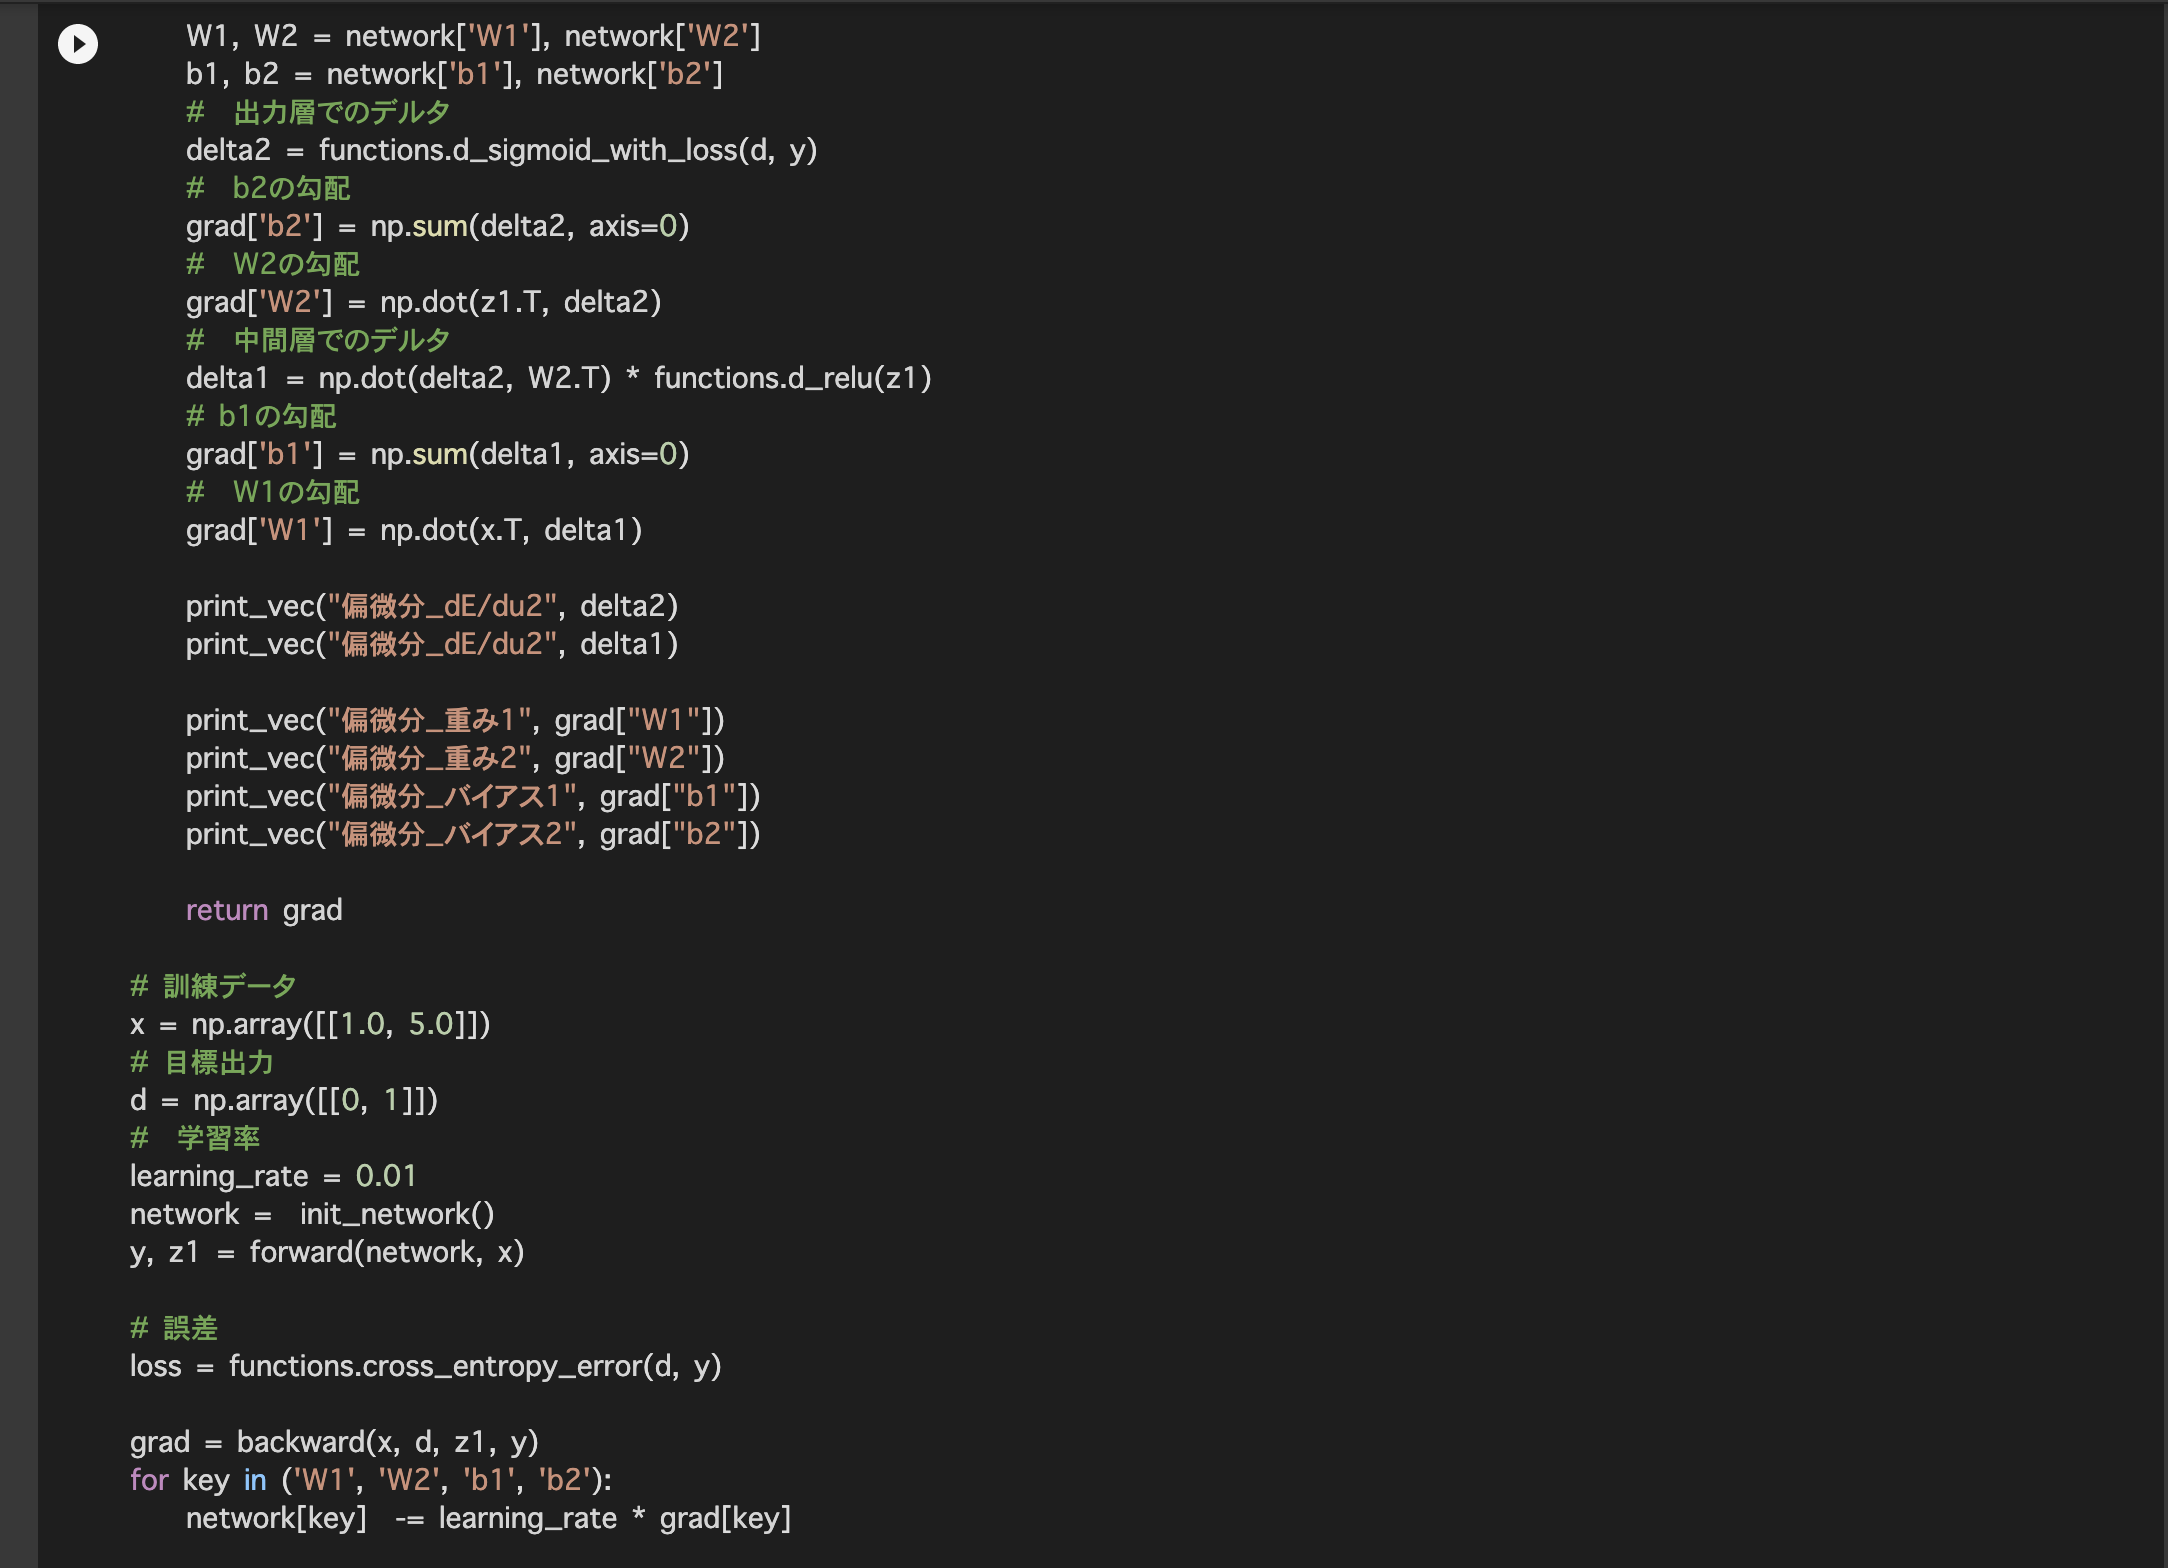 W1, W2 = network['W1'], network['W2']
b1, b2 = network['b1'], network['b2']
#　出力層でのデルタ
delta2 = functions.d_sigmoid_with_loss(d, y)
#　b2の勾配
grad['b2'] = np.sum(delta2, axis=0)
#　W2の勾配
grad['W2'] = np.dot(z1.T, delta2)
#　中間層でのデルタ
delta1 = np.dot(delta2, W2.T) * functions.d_relu(z1)
# b1の勾配
grad['b1'] = np.sum(delta1, axis=0)
#　W1の勾配
grad['W1'] = np.dot(x.T, delta1)
print_vec("偏微分_dE/du2", delta2)
print_vec("偏微分_dE/du2", delta1)
print_vec("偏微分_重み1", grad["W1"])
print_vec("偏微分_重み2", grad["W2"])
print_vec("偏微分_バイアス1", grad["b1"])
print_vec("偏微分_バイアス2", grad["b2"])
return grad
# 訓練データ
x = np.array([[1.0, 5.0]])
# 目標出力
d = np.array([[0, 1]])
#　学習率
learning_rate = 0.01
network =  init_network()
y, z1 = forward(network, x)
# 誤差
loss = functions.cross_entropy_error(d, y)
grad = backward(x, d, z1, y)
for key in ('W1', 'W2', 'b1', 'b2'):
network[key]  -= learning_rate * grad[key]